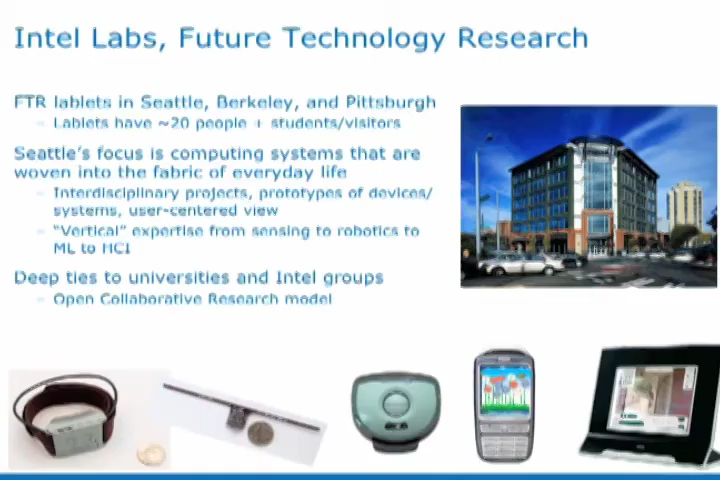 Intel Labs, Future Technology Research
FTR lablets in Seattle, Berkeley, and Pittsburgh
– Lablets have ~20 people + students/visitors
Seattle's focus is computing systems that are
woven into the fabric of everyday life
– Interdisciplinary projects, prototypes of devices/
systems, user-centered view
– "Vertical" expertise from sensing to robotics to
ML to HCI
Deep ties to universities and Intel groups
– Open Collaborative Research model